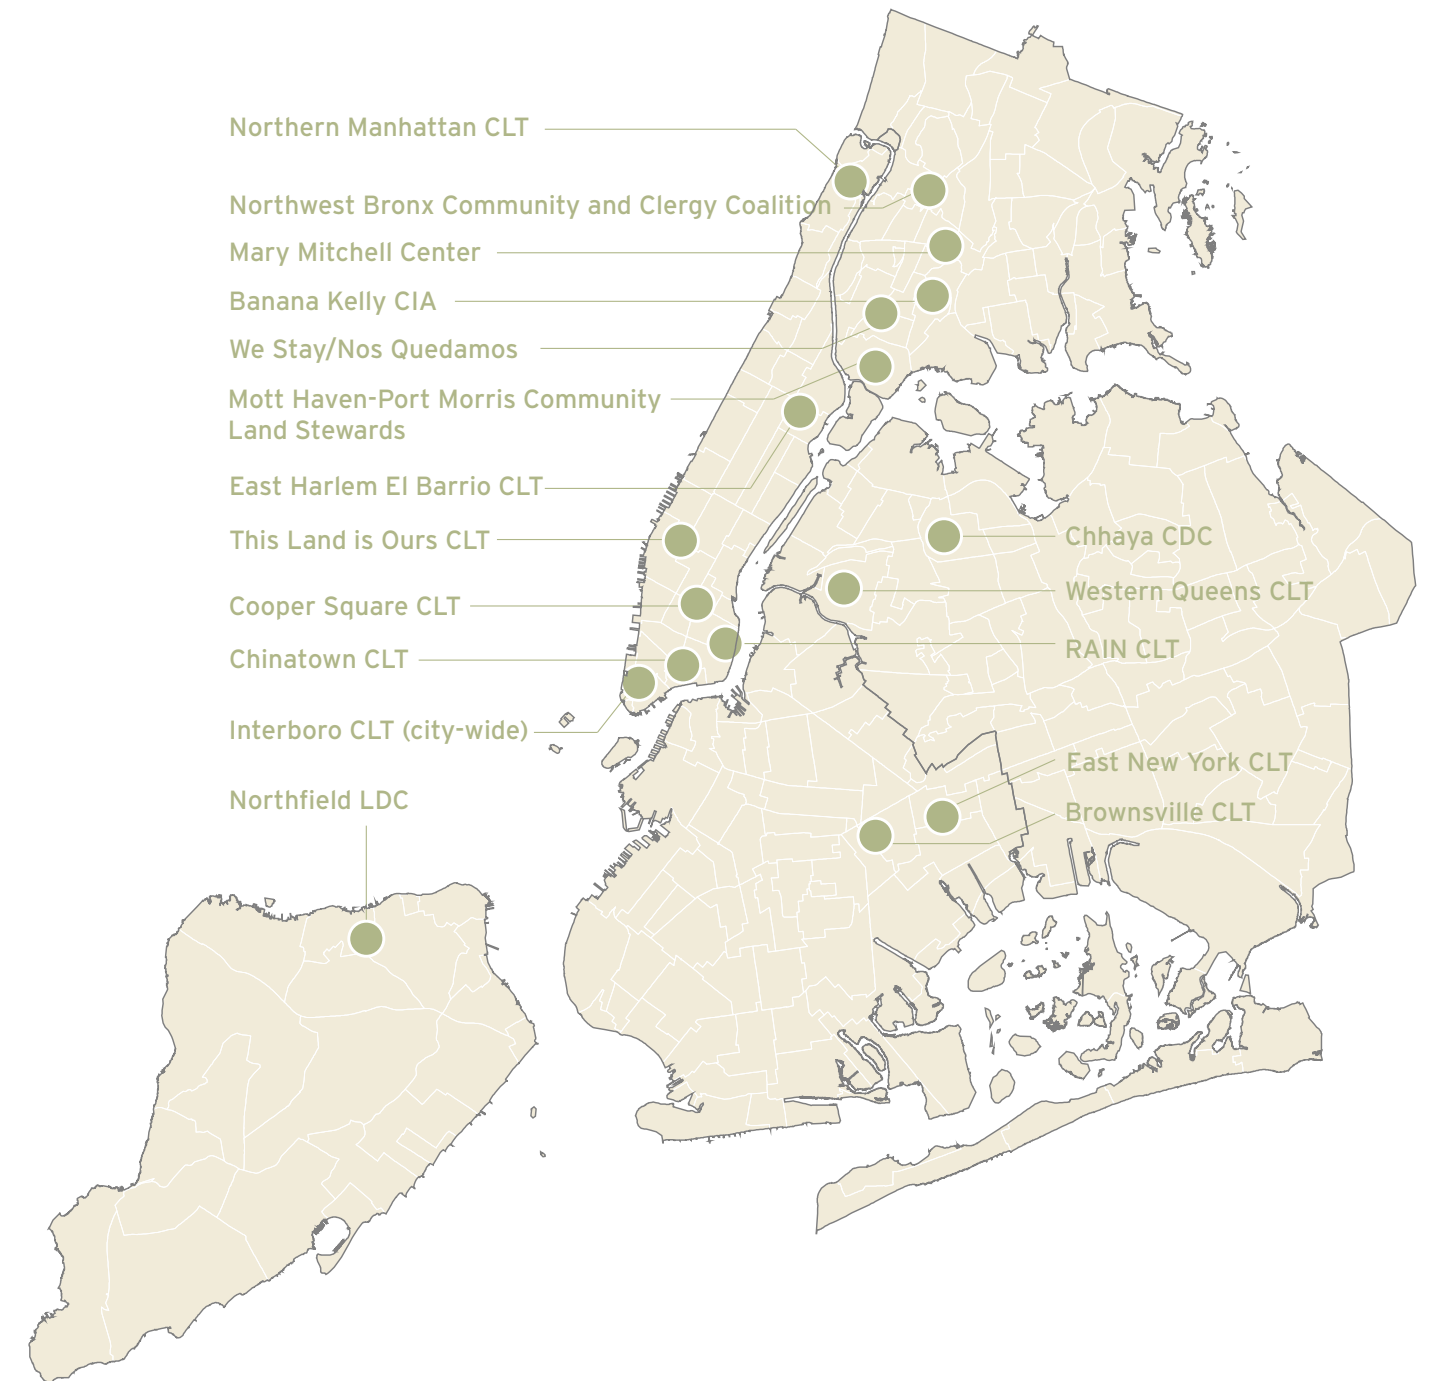 Northern Manhattan CLT
Northwest Bronx Community and Clergy Coalition
Mary Mitchell Center
Banana Kelly CIA
We Stay/Nos Quedamos
Mott Haven-Port Morris Community
Land Stewards
East Harlem El Barrio CLT
This Land is Ours CLT
Cooper Square CLT
Chinatown CLT
Interboro CLT (city-wide)
Northfield LDC
Chhaya CDC
Western Queens CLT
RAIN CLT
East New York CLT
Brownsville CLT